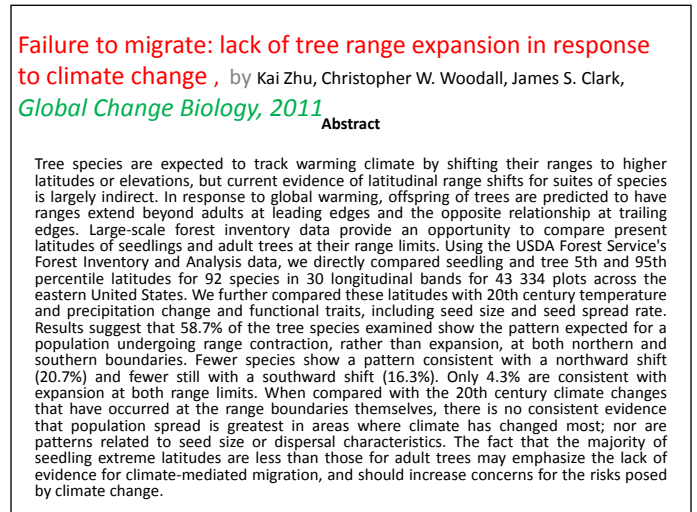 Failure to migrate: lack of tree range expansion in response
to climate change , by Kai Zhu, Christopher W. Woodall, James S. Clark,
Global Change Biology, 2011
Abstract
Tree species are expected to track warming climate by shifting their ranges to higher
latitudes or elevations, but current evidence of latitudinal range shifts for suites of species
is largely indirect. In response to global warming, offspring of trees are predicted to have
ranges extend beyond adults at leading edges and the opposite relationship at trailing
edges. Large-scale forest inventory data provide an opportunity to compare present
latitudes of seedlings and adult trees at their range limits. Using the USDA Forest Service's
Forest Inventory and Analysis data, we directly compared seedling and tree 5th and 95th
percentile latitudes for 92 species in 30 longitudinal bands for 43 334 plots across the
eastern United States. We further compared these latitudes with 20th century temperature
and precipitation change and functional traits, including seed size and seed spread rate.
Results suggest that 58.7% of the tree species examined show the pattern expected for a
population undergoing range contraction, rather than expansion, at both northern and
southern boundaries. Fewer species show a pattern consistent with a northward shift
(20.7%) and fewer still with a southward shift (16.3%). Only 4.3% are consistent with
expansion at both range limits. When compared with the 20th century climate changes
that have occurred at the range boundaries themselves, there is no consistent evidence
that population spread is greatest in areas where climate has changed most; nor are
patterns related to seed size or dispersal characteristics. The fact that the majority of
seedling extreme latitudes are less than those for adult trees may emphasize the lack of
evidence for climate-mediated migration, and should increase concerns for the risks posed
by climate change.